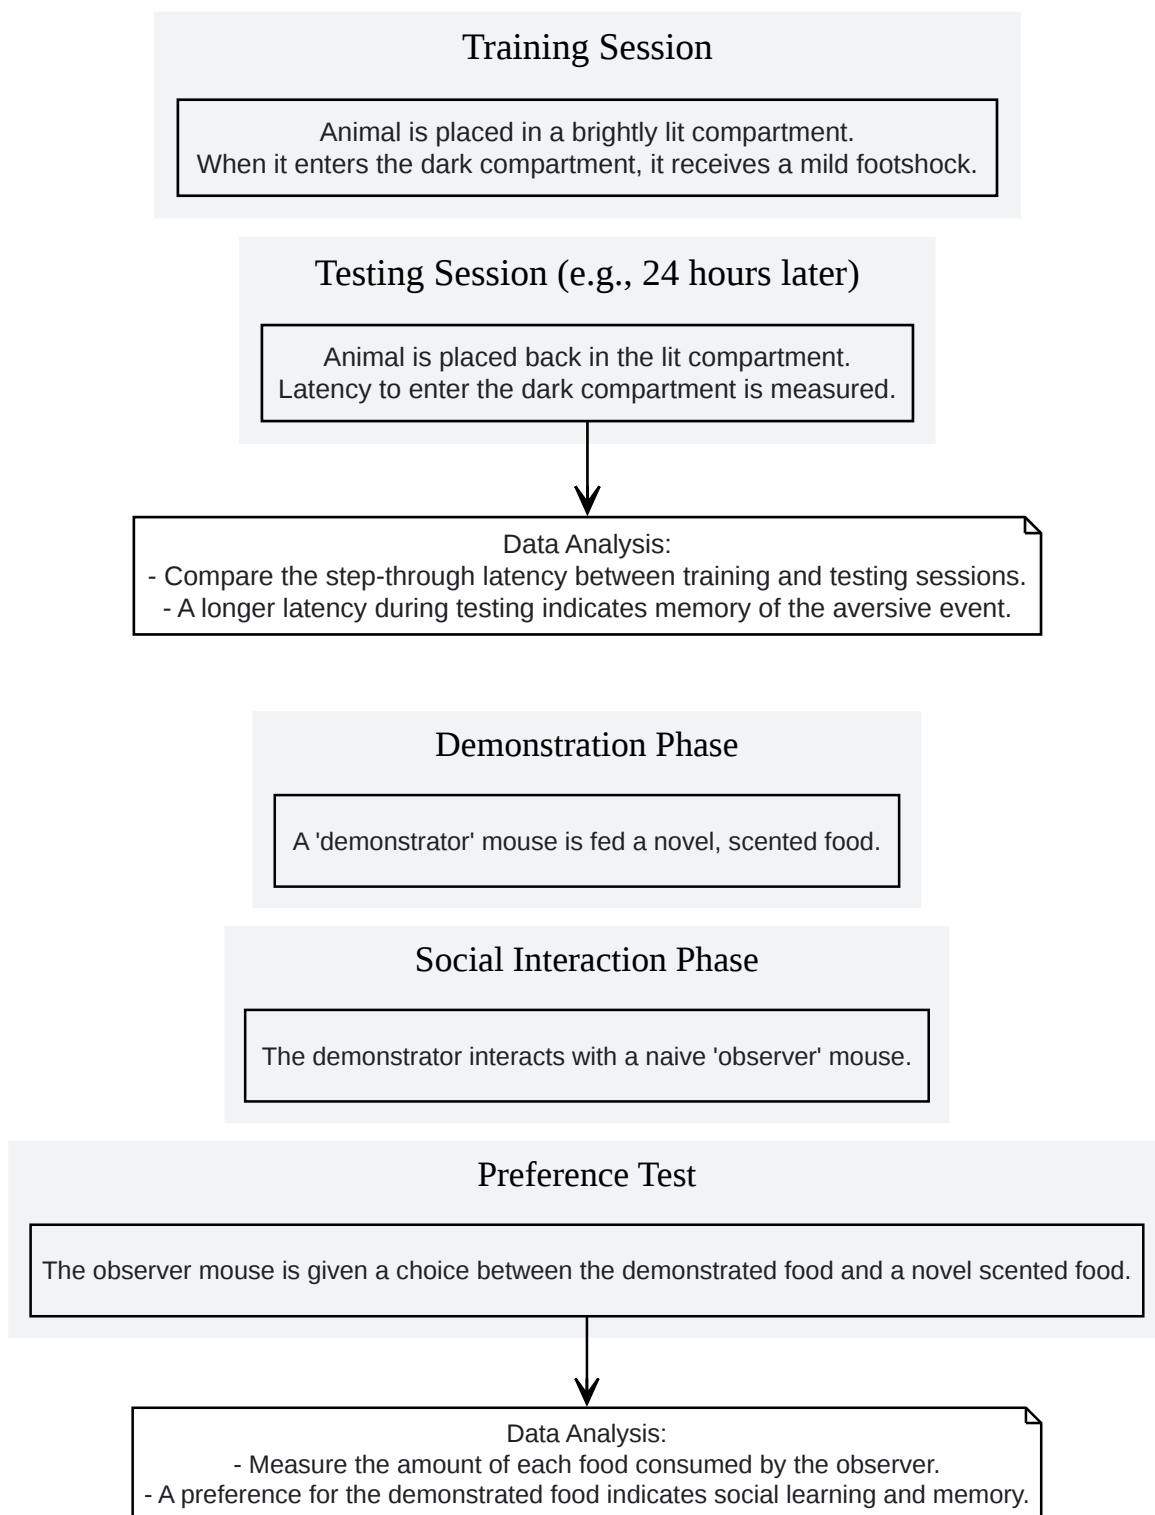 Training Session
Animal is placed in a brightly lit compartment.
When it enters the dark compartment, it receives a mild footshock.
Testing Session (e.g., 24 hours later)
Animal is placed back in the lit compartment.
Latency to enter the dark compartment is measured.
Data Analysis:
- Compare the step-through latency between training and testing sessions.
- A longer latency during testing indicates memory of the aversive event.
Demonstration Phase
A 'demonstrator' mouse is fed a novel, scented food.
Social Interaction Phase
The demonstrator interacts with a naive 'observer' mouse.
Preference Test
The observer mouse is given a choice between the demonstrated food and a novel scented food.
Data Analysis:
- Measure the amount of each food consumed by the observer.
- A preference for the demonstrated food indicates social learning and memory.